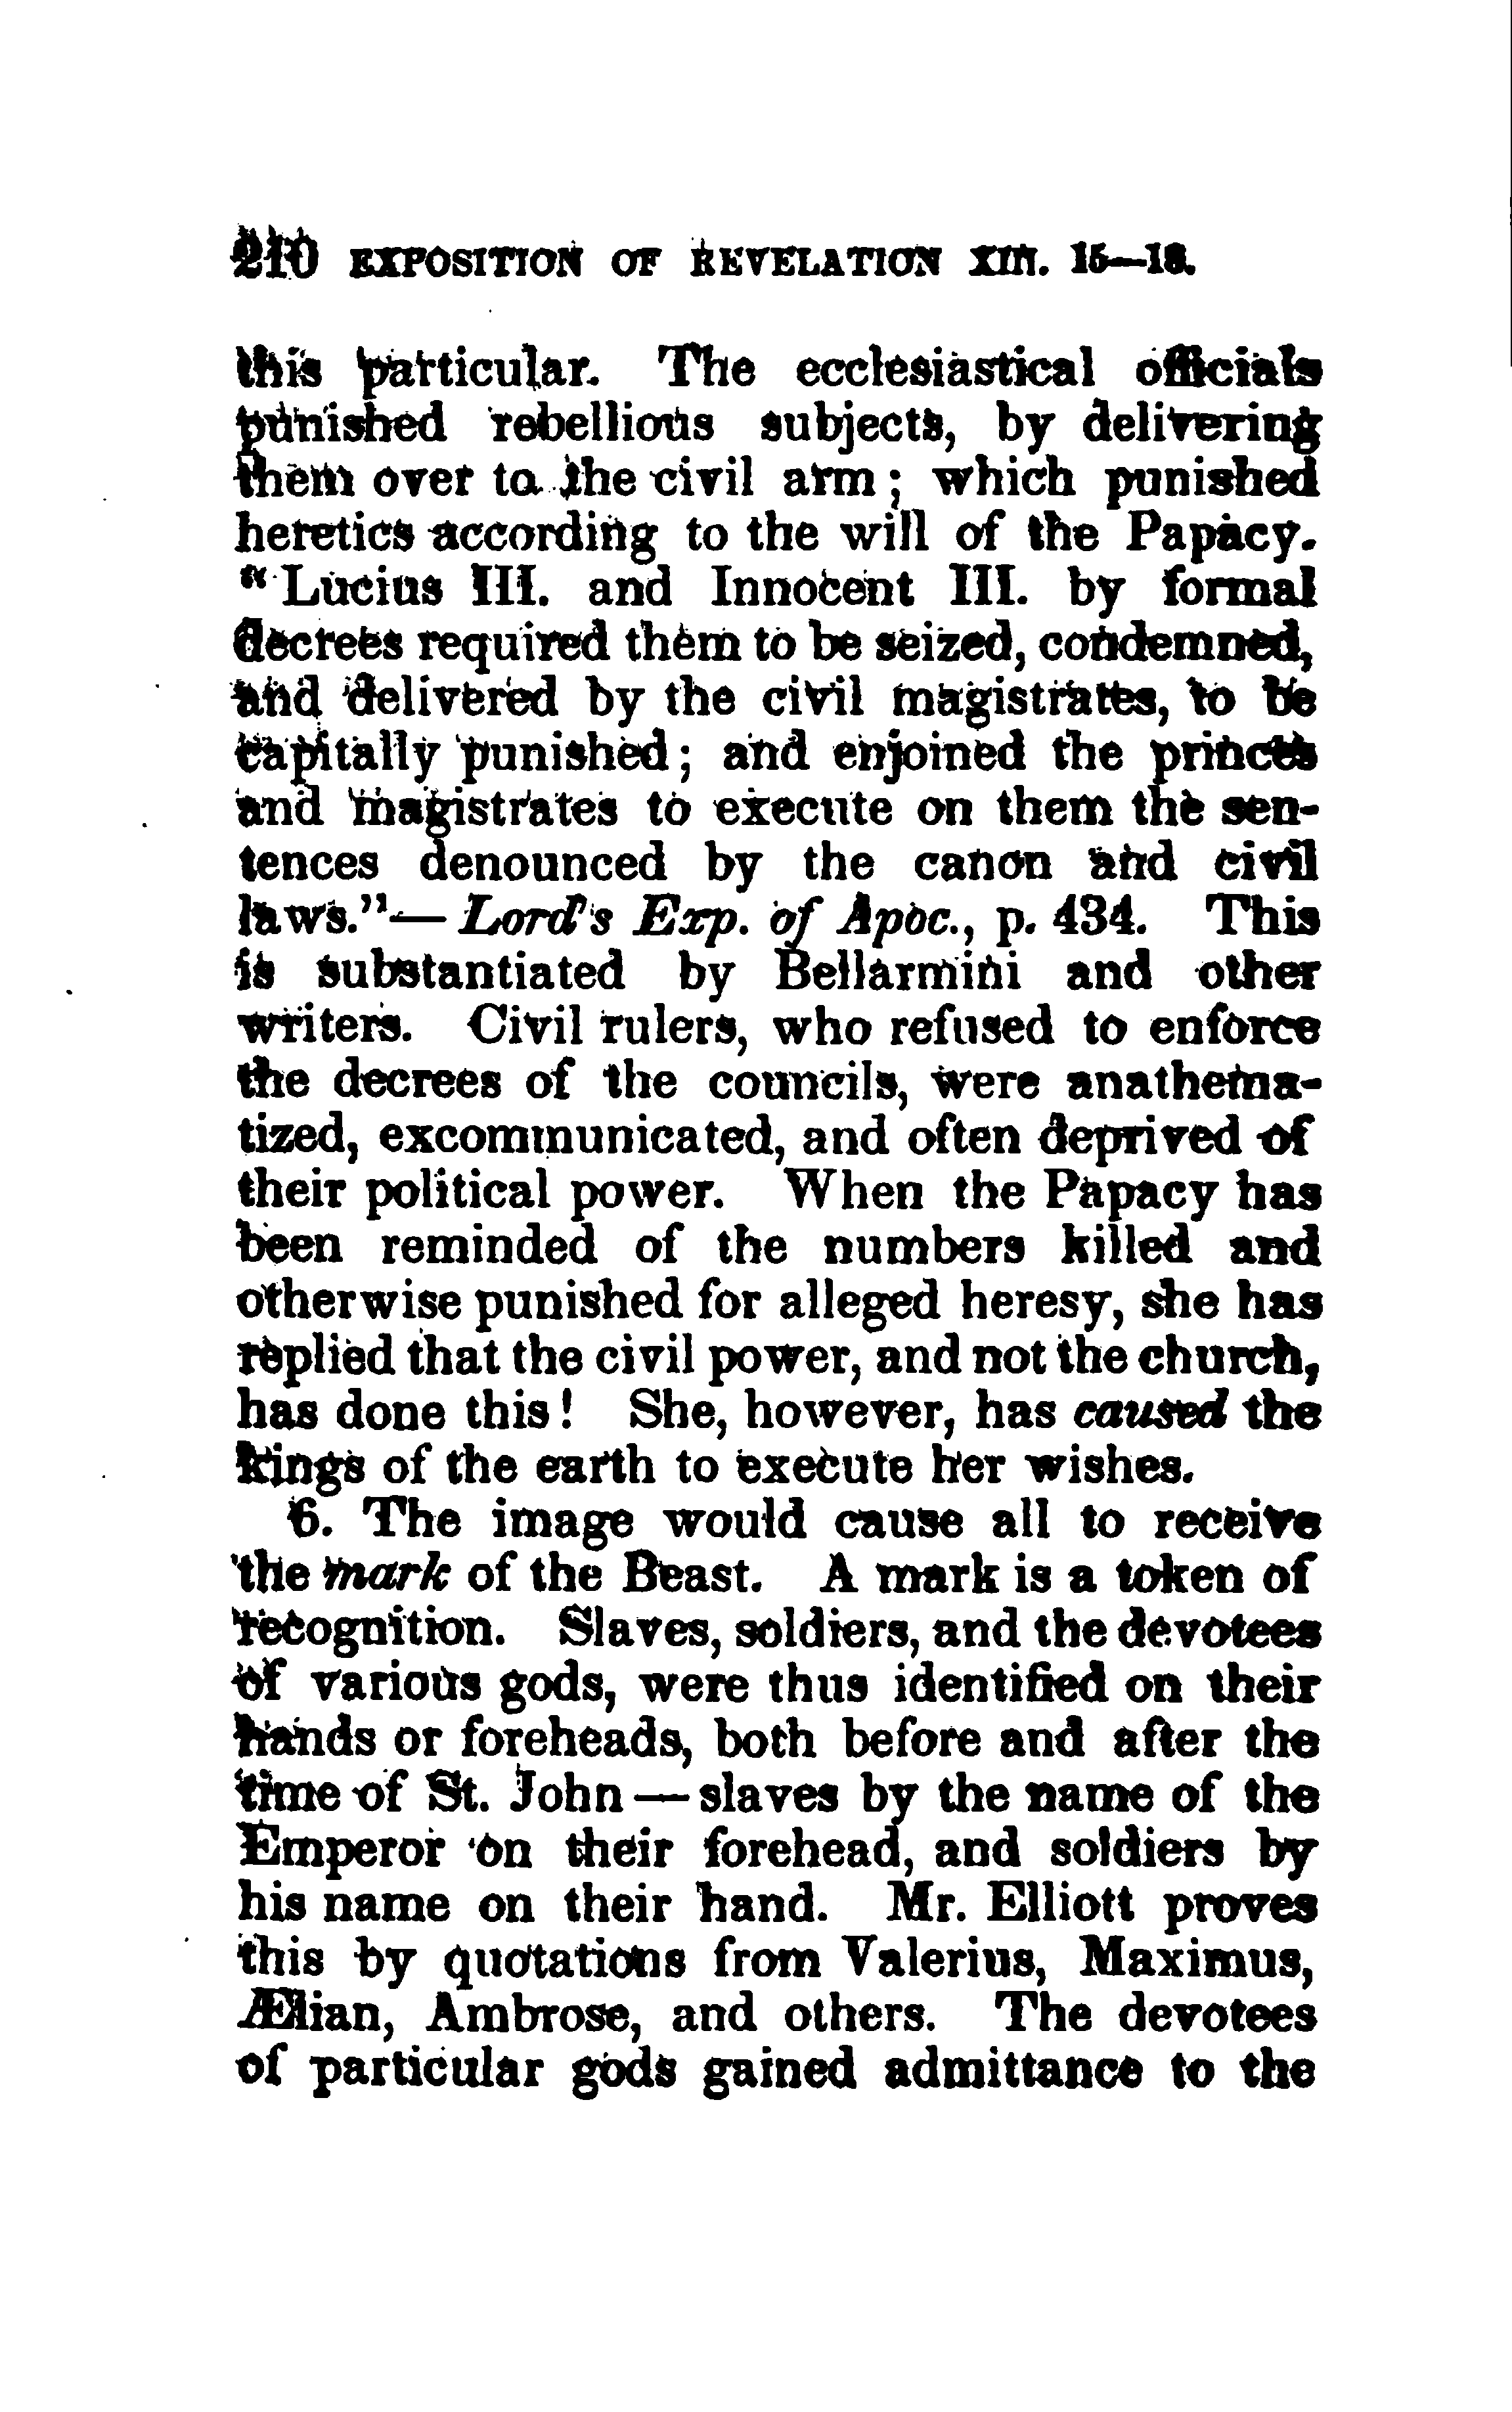 210 EXPOSITION OF REVELATION XIII. 15—18.
this particular. The ecclesiastical officials
punished rebellious subjects, by delivering
them over to the civil arm; which punished
heretics according to the will of the Papacy.
"Lucius III. and Innocent III. by formal
decrees required them to be seized, condemned,
and delivered by the civil magistrates, to be
capitally punished; and enjoined the princes
and magistrates to execute on them the sen-
tences denounced by the canon and civil
laws."—Lord's Exp. of Apoc., p. 434. This
is substantiated by Bellarmini and other
writers. Civil rulers, who refused to enforce
the decrees of the councils, were anathema-
tized, excommunicated, and often deprived of
their political power. When the Papacy has
been reminded of the numbers killed and
otherwise punished for alleged heresy, she has
replied that the civil power, and not the church,
has done this! She, however, has caused the
kings of the earth to execute her wishes.
6. The image would cause all to receive
the mark of the Beast. A mark is a token of
recognition. Slaves, soldiers, and the devotees
of various gods, were thus identified on their
hands or foreheads, both before and after the
time of St. John—slaves by the name of the
Emperor on their forehead, and soldiers by
his name on their hand. Mr. Elliott proves
this by quotations from Valerius, Maximus,
Ælian, Ambrose, and others. The devotees
of particular gods gained admittance to the